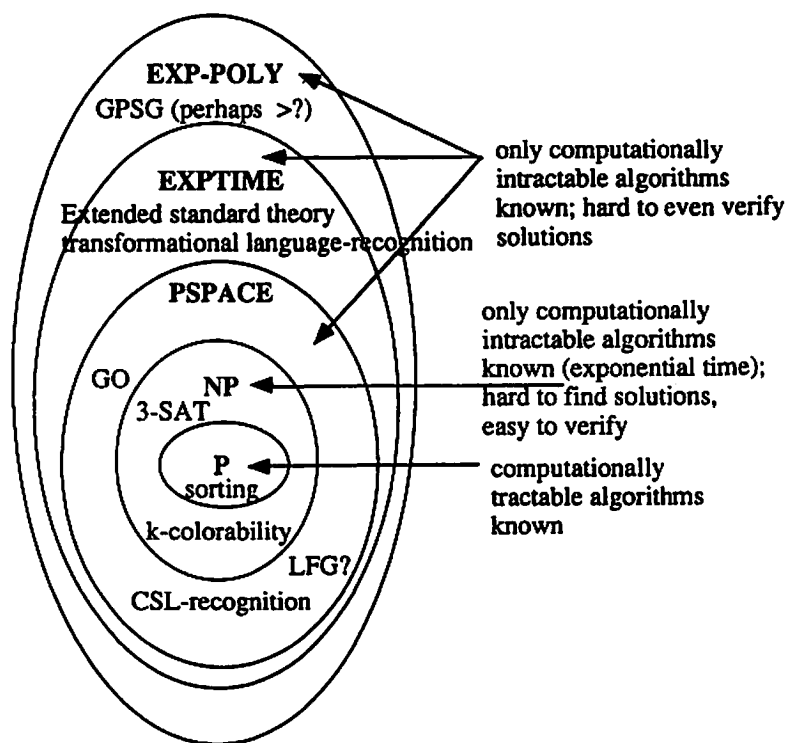 EXP-POLY
GPSG (perhaps >?)
only computationally
intractable algorithms
known; hard to even verify
solutions
EXPTIME
Extended standard theory
transformational language-recognition
PSPACE
only computationally
intractable algorithms
known (exponential time);
hard to find solutions,
easy to verify
GO
NP
3-SAT
P
sorting
computationally
tractable algorithms
known
k-colorability
LFG?
CSL-recognition